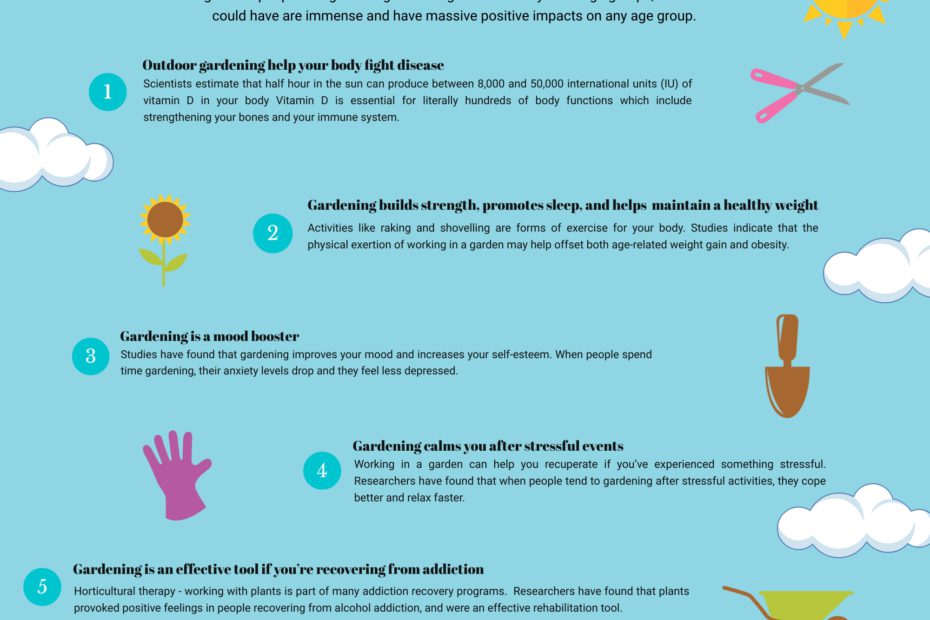 could have are immense and have massive positive impacts on any age group.
Outdoor gardening help your body fight disease
1
Scientists estimate that half hour in the sun can produce between 8,000 and 50,000 international units (IU) of
vitamin D in your body Vitamin D is essential for literally hundreds of body functions which include
strengthening your bones and your immune system.
Gardening builds strength, promotes sleep, and helps maintain a healthy weight
2
Activities like raking and shovelling are forms of exercise for your body. Studies indicate that the
physical exertion of working in a garden may help offset both age-related weight gain and obesity.
Gardening is a mood booster
3
Studies have found that gardening improves your mood and increases your self-esteem. When people spend
time gardening, their anxiety levels drop and they feel less depressed.
Gardening calms you after stressful events
4
Working in a garden can help you recuperate if you've experienced something stressful.
Researchers have found that when people tend to gardening after stressful activities, they cope
better and relax faster.
Gardening is an effective tool if you're recovering from addiction
5
Horticultural therapy - working with plants is part of many addiction recovery programs. Researchers have found that plants
provoked positive feelings in people recovering from alcohol addiction, and were an effective rehabilitation tool.